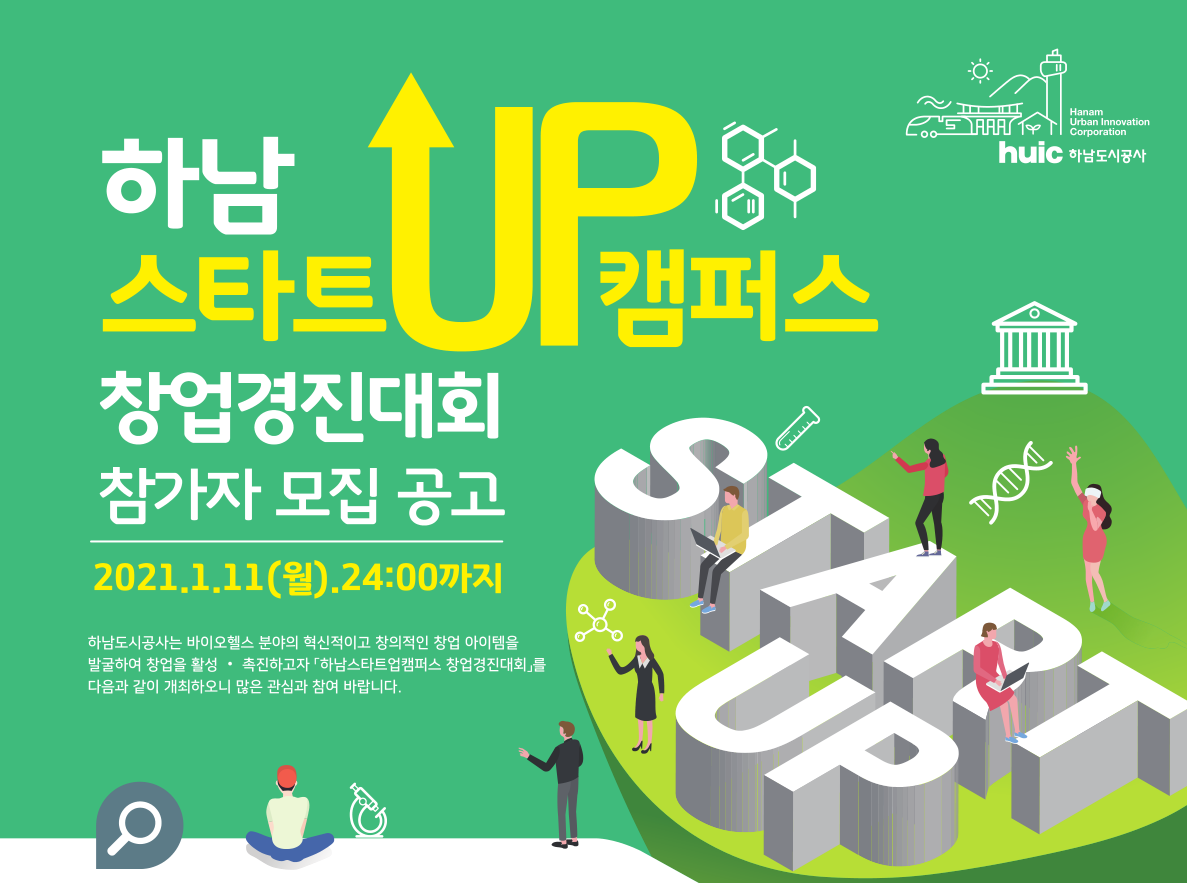 Hanam
Urban Innovation
Corporation
huic 하남도시공사
하남
스타트UP캠퍼스
창업경진대회
참가자 모집 공고
2021.1.11(월).24:00까지
하남도시공사는 바이오헬스 분야의 혁신적이고 창의적인 창업 아이템을
발굴하여 창업을 활성 • 촉진하고자 「하남스타트업캠퍼스 창업경진대회」를
다음과 같이 개최하오니 많은 관심과 참여 바랍니다.
START
UP